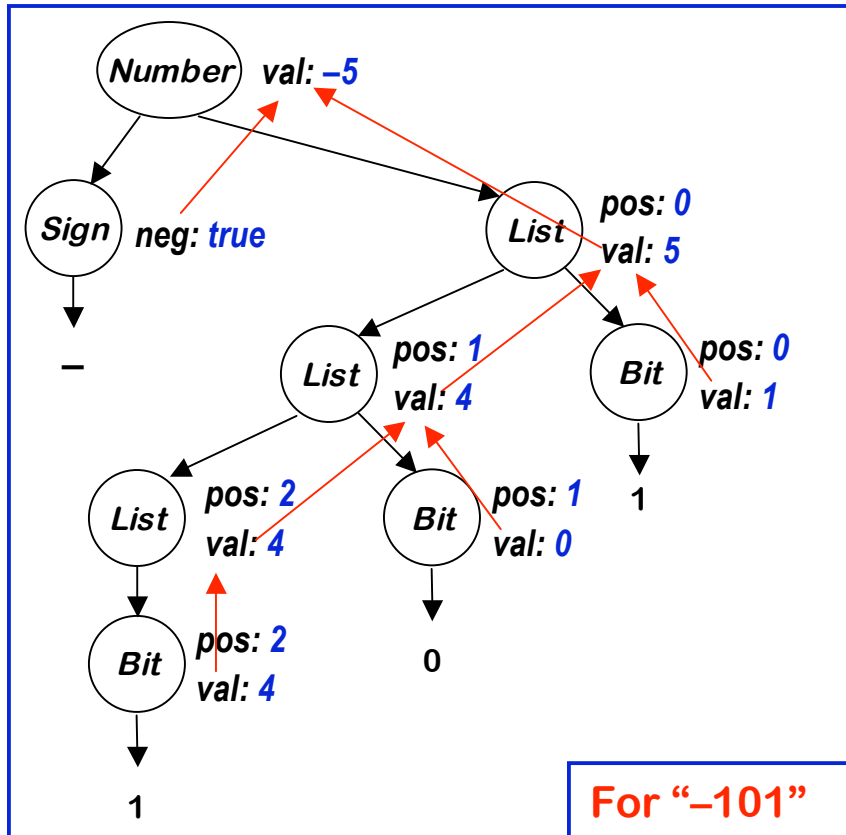 Number val: –5
Sign neg: true
List pos: 0
val: 5
–
List pos: 1
val: 4
Bit pos: 0
val: 1
List pos: 2
val: 4
Bit pos: 1
val: 0
1
Bit pos: 2
val: 4
0
1
For “–101”